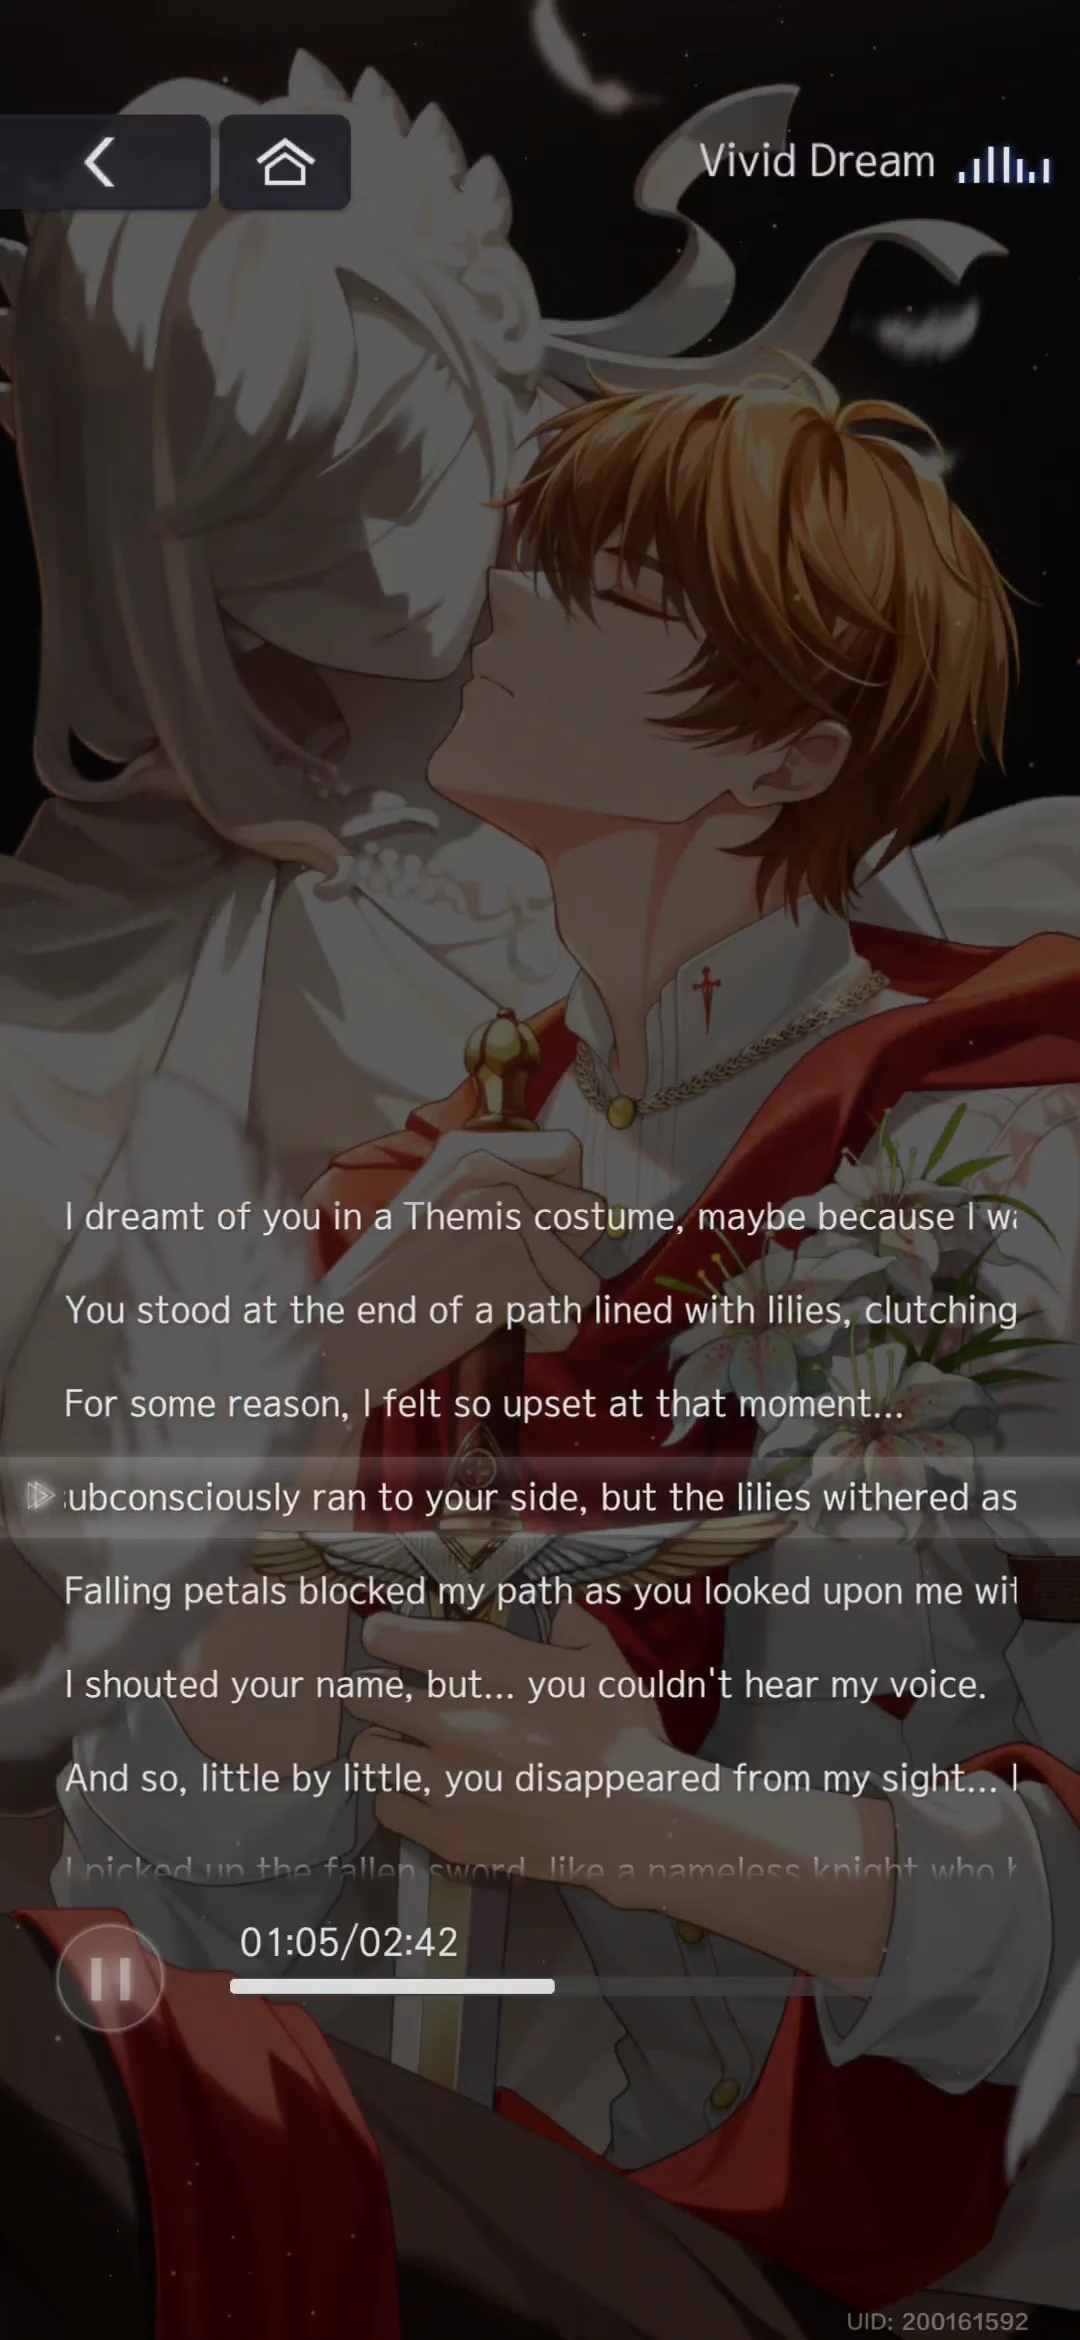 Vivid Dream
I dreamt of you in a Themis costume, maybe because I
You stood at the end of a path lined with lilies, clutching
For some reason, I felt so upset at that moment...
ubconsciously ran to your side, but the lilies withered as
Falling petals blocked my path as you looked upon me
I shouted your name, but... you couldn't hear my voice.
And so, little by little, you disappeared from my sight... I
I picked up the fallen sword, like a nameless knight who
01:05/02:42
UID: 200161592